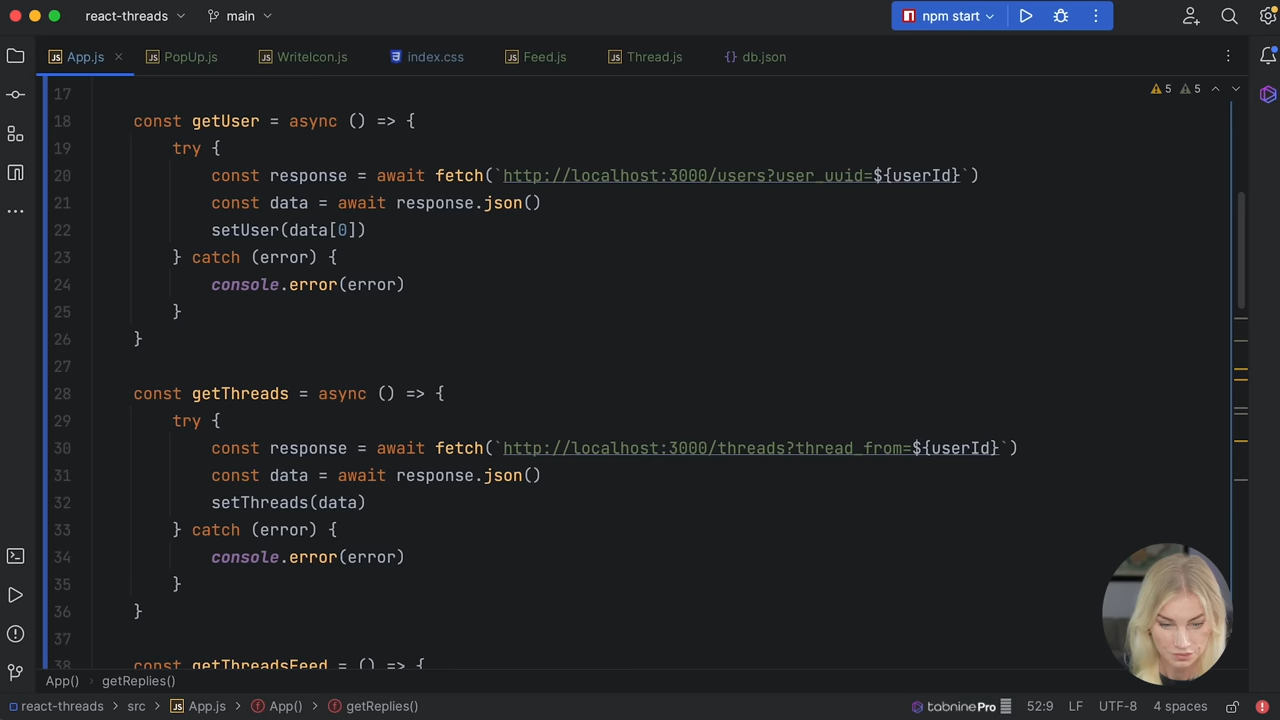 react-threads main npm start
App.js PopUp.js WriteIcon.js index.css Feed.js Thread.js db.json
17 5 5
18 const getUser = async () => {
19 try {
20 const response = await fetch(`http://localhost:3000/users?user_uuid=${userId}`)
21 const data = await response.json()
22 setUser(data[0])
23 } catch (error) {
24 console.error(error)
25 }
26 }
27
28 const getThreads = async () => {
29 try {
30 const response = await fetch(`http://localhost:3000/threads?thread_from=${userId}`)
31 const data = await response.json()
32 setThreads(data)
33 } catch (error) {
34 console.error(error)
35 }
36 }
37
38 const getThreadsFeed = () => {
App() › getReplies()
react-threads › src › App.js › App() › getReplies() tabnine Pro 52:9 LF UTF-8 4 spaces